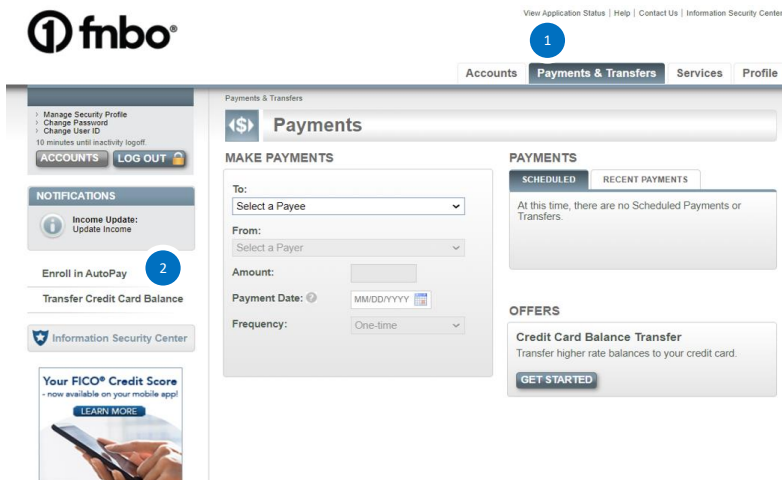 View Application Status | Help | Contact Us | Information Security Center
1 fnbo®
1
Accounts Payments & Transfers Services Profile
Manage Security Profile
Change Password
Change User ID
10 minutes until inactivity logoff.
ACCOUNTS LOG OUT
NOTIFICATIONS
Income Update:
Update Income
Enroll in AutoPay 2
Transfer Credit Card Balance
Information Security Center
Your FICO® Credit Score
- now available on your mobile app!
LEARN MORE
Payments & Transfers
($) Payments
MAKE PAYMENTS
To:
Select a Payee
From:
Select a Payer
Amount:
Payment Date: ? MM/DD/YYYY
Frequency: One-time
PAYMENTS
SCHEDULED RECENT PAYMENTS
At this time, there are no Scheduled Payments or
Transfers.
OFFERS
Credit Card Balance Transfer
Transfer higher rate balances to your credit card.
GET STARTED